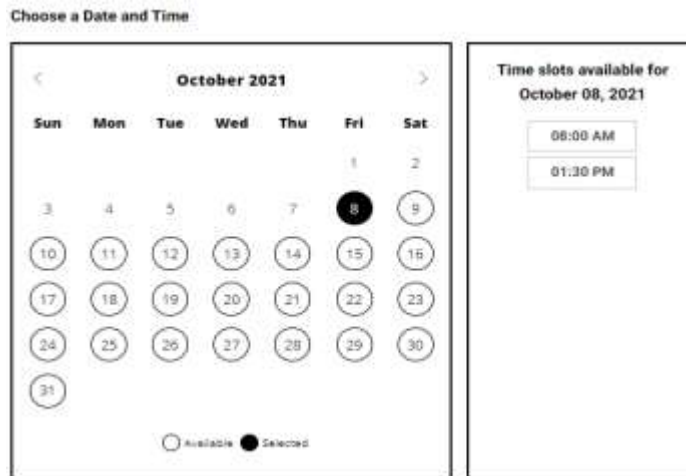 Choose a Date and Time
< October 2021 >
Sun Mon Tue Wed Thu Fri Sat
1 2
3 4 5 6 7 8 9
10 11 12 13 14 15 16
17 18 19 20 21 22 23
24 25 26 27 28 29 30
31
Available Selected
Time slots available for
October 08, 2021
08:00 AM
01:30 PM